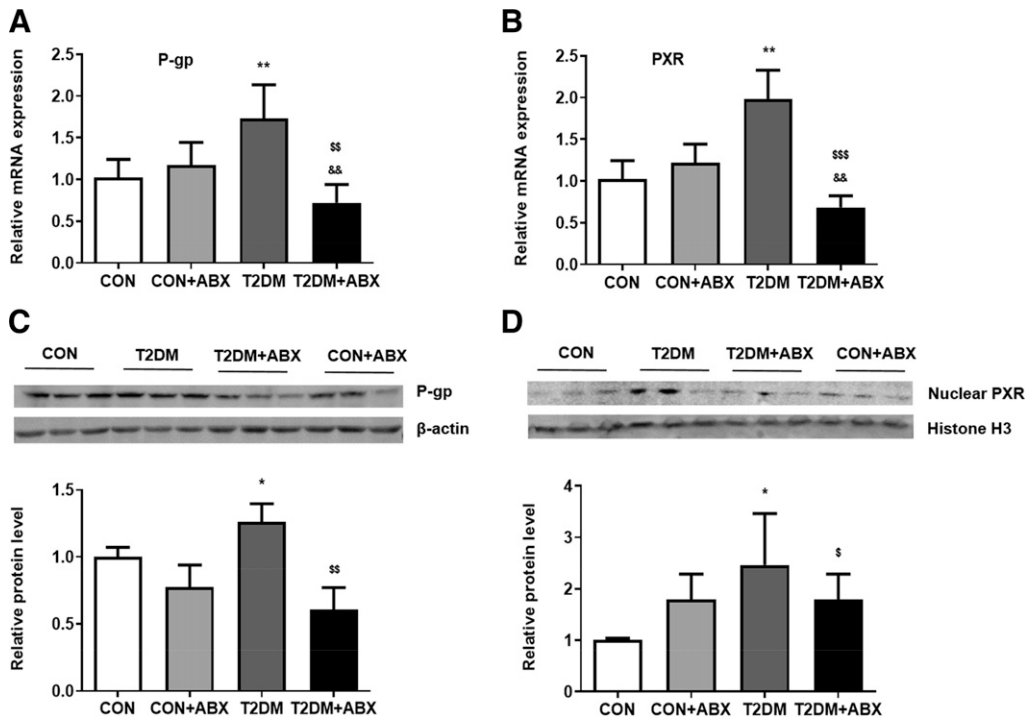 A
Relative mRNA expression
P-gp
2.5
2.0
1.5
1.0
0.5
0.0
**
$$
&&
CON CON+ABX T2DM T2DM+ABX
B
Relative mRNA expression
PXR
2.5
2.0
1.5
1.0
0.5
0.0
**
$$$
&&
CON CON+ABX T2DM T2DM+ABX
C
CON T2DM T2DM+ABX CON+ABX
P-gp
β-actin
Relative protein level
1.5
1.0
0.5
0.0
*
$$
CON CON+ABX T2DM T2DM+ABX
D
CON T2DM T2DM+ABX CON+ABX
Nuclear PXR
Histone H3
Relative protein level
4
3
2
1
0
*
$
CON CON+ABX T2DM T2DM+ABX